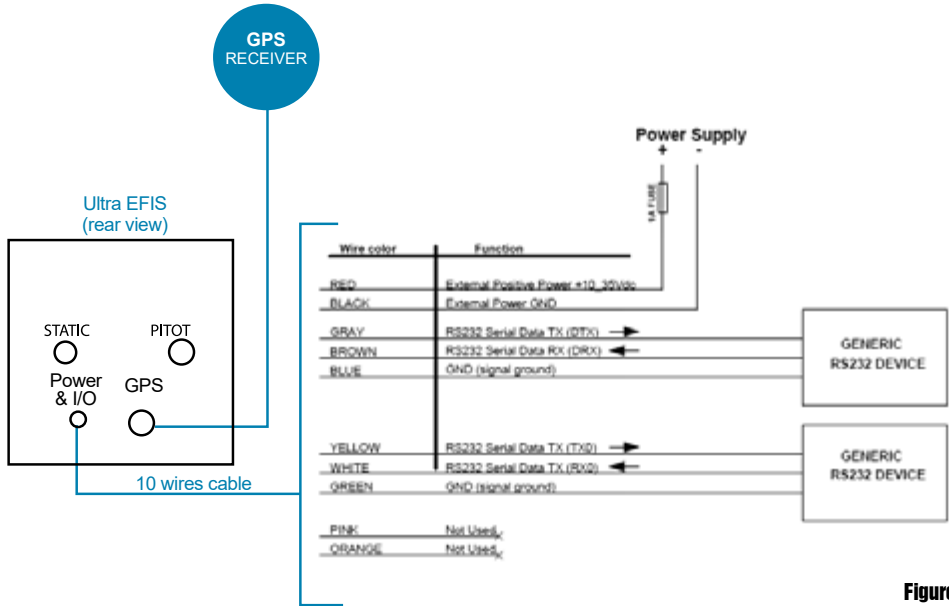 GPS
RECEIVER
Power Supply
+ -
1A FUSE
Ultra EFIS
(rear view)
Wire color Function
RED External Positive Power +10_35Vdc
BLACK External Power GND
GRAY RS232 Serial Data TX (DTX)
BROWN RS232 Serial Data RX (DRX)
BLUE GND (signal ground)
GENERIC
RS232 DEVICE
STATIC PITOT
Power
& I/O
GPS
YELLOW RS232 Serial Data TX (TX0)
WHITE RS232 Serial Data TX (RX0)
GREEN GND (signal ground)
GENERIC
RS232 DEVICE
10 wires cable
PINK Not Used
ORANGE Not Used
Figure